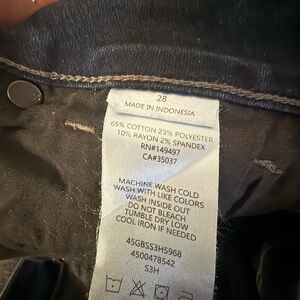 28
MADE IN INDONESIA
65% COTTON 23% POLYESTER
10% RAYON 2% SPANDEX
RN#149497
CA#35037
MACHINE WASH COLD
WASH WITH LIKE COLORS
WASH INSIDE OUT
DO NOT BLEACH
TUMBLE DRY LOW
COOL IRON IF NEEDED
45GBSS3HS968
4500478542
S3H